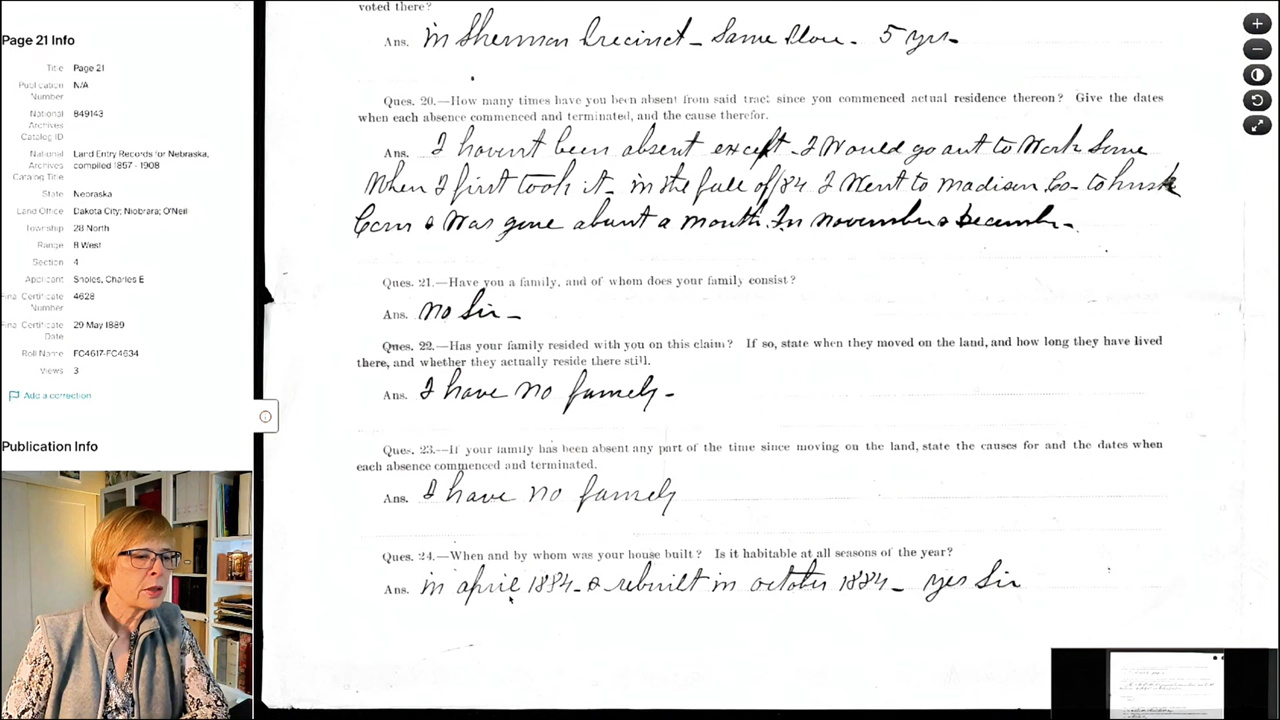 Page 21 Info
Title Page 21
Publication Number N/A
National Archives Catalog ID 849143
National Archives Catalog Title Land Entry Records for Nebraska, compiled 1857 - 1908
State Nebraska
Land Office Dakota City; Niobrara; O'Neil
Township 28 North
Range 8 West
Section 4
Applicant Sholes, Charles E
Final Certificate Number 4628
Final Certificate Date 29 May 1889
Roll Name FC4617-FC4634
Views 3
Add a correction
Publication Info
voted there?
Ans. in Sherman Precinct - Same Store. 5 yrs-
Ques. 20.—How many times have you been absent from said tract since you commenced actual residence thereon? Give the dates
when each absence commenced and terminated, and the cause therefor.
Ans. I havent been absent except - I Would go out to Work Some
When I first took it - in the fall of /84 I Went to madison Co- to husk
Corn & Was gone about a month. In november & december-
Ques. 21.—Have you a family, and of whom does your family consist?
Ans. no Sir-
Ques. 22.—Has your family resided with you on this claim? If so, state when they moved on the land, and how long they have lived
there, and whether they actually reside there still.
Ans. I have no famely-
Ques. 23.—If your family has been absent any part of the time since moving on the land, state the causes for and the dates when
each absence commenced and terminated.
Ans. I have no famely
Ques. 24.—When and by whom was your house built? Is it habitable at all seasons of the year?
Ans. in april 1884- & rebuilt in october 1884- yes Sir